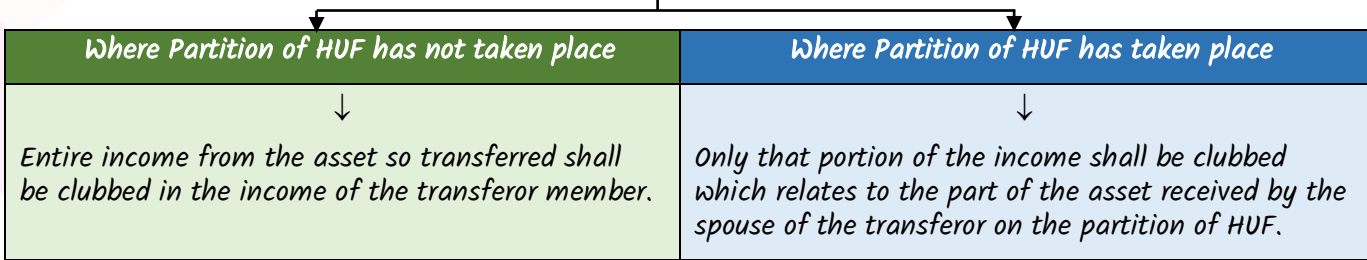 Where Partition of HUF has not taken place
Where Partition of HUF has taken place
↓
↓
Entire income from the asset so transferred shall
be clubbed in the income of the transferor member.
Only that portion of the income shall be clubbed
which relates to the part of the asset received by the
spouse of the transferor on the partition of HUF.